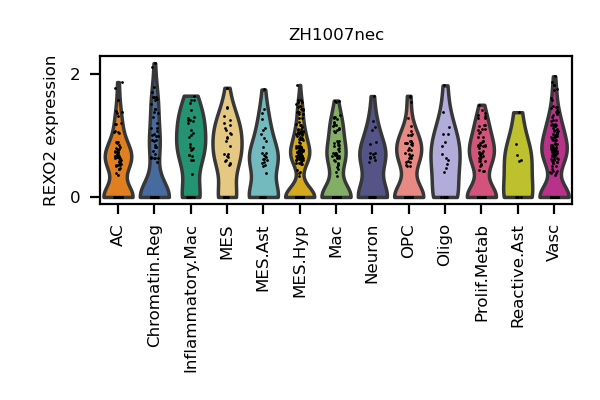 ZH1007nec
REXO2 expression
2
0
AC
Chromatin.Reg
Inflammatory.Mac
MES
MES.Ast
MES.Hyp
Mac
Neuron
OPC
Oligo
Prolif.Metab
Reactive.Ast
Vasc